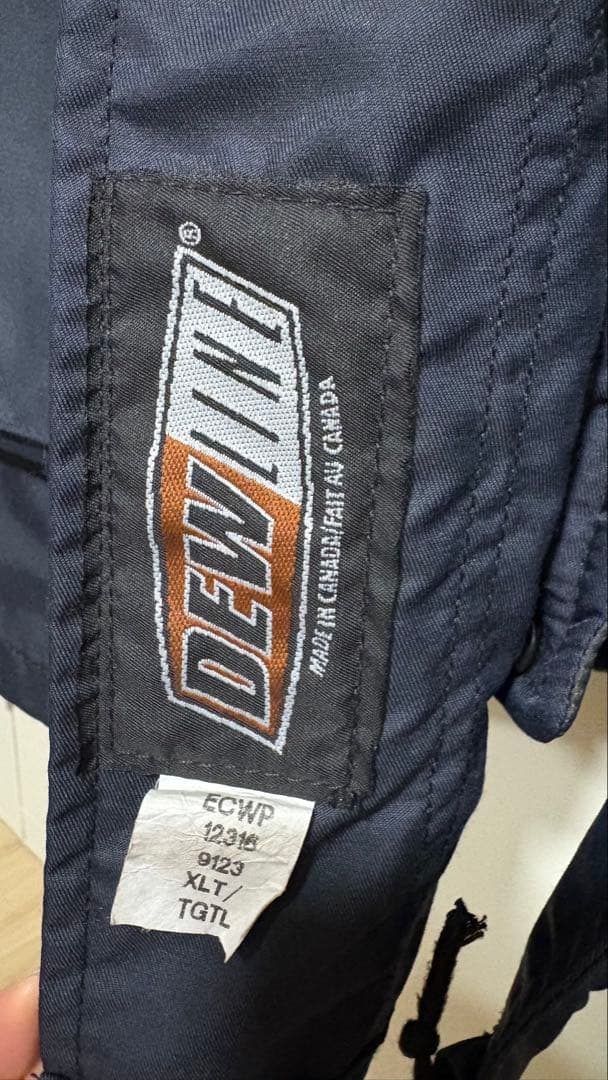 DEWLINE®
MADE IN CANADA/FAIT AU CANADA
ECWP
12316
9123
XLT/
TGTL